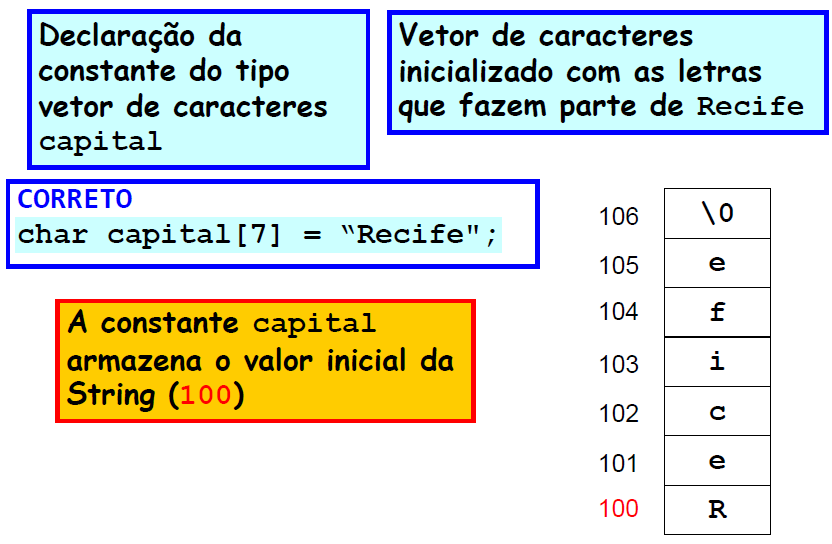 Declaração da
constante do tipo
vetor de caracteres
capital
Vetor de caracteres
inicializado com as letras
que fazem parte de Recife
CORRETO
char capital[7] = “Recife";
A constante capital
armazena o valor inicial da
String (100)
106 \0
105 e
104 f
103 i
102 c
101 e
100 R